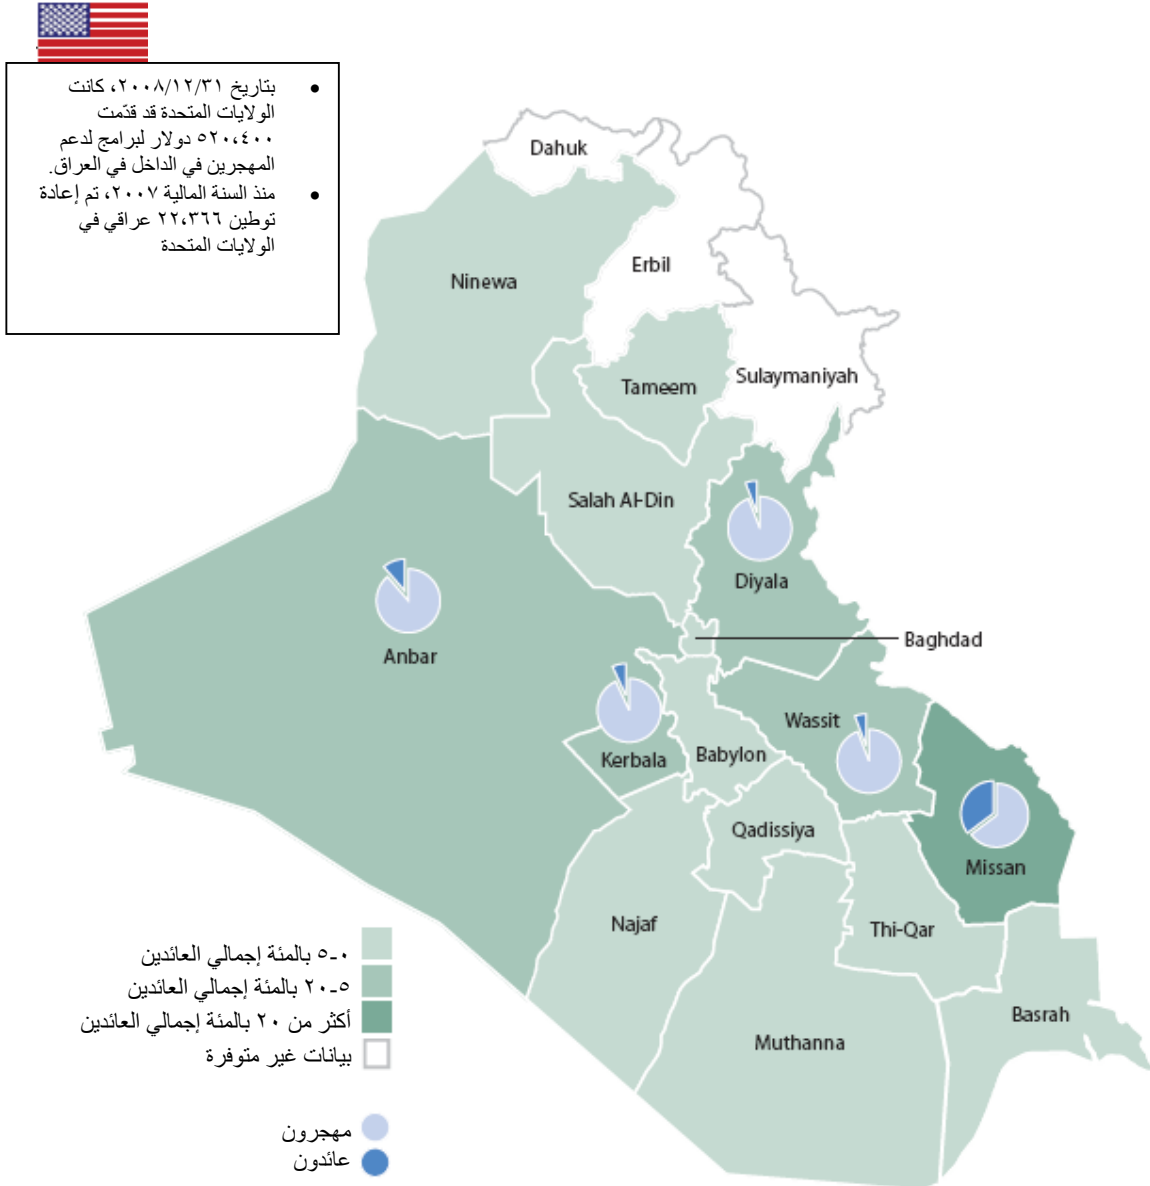 • بتاريخ ٢٠٠٨/١٢/٣١، كانت
الولايات المتحدة قد قدّمت
٥٢٠،٤٠٠ دولار لبرامج لدعم
المهجرين في الداخل في العراق.
• منذ السنة المالية ٢٠٠٧، تم إعادة
توطين ٢٢،٣٦٦ عراقي في
الولايات المتحدة
Dahuk
Erbil
Ninewa
Sulaymaniyah
Tameem
Salah Al-Din
Diyala
Baghdad
Anbar
Wassit
Babylon
Kerbala
Qadissiya
Missan
Najaf
Thi-Qar
Basrah
Muthanna
٠-٥ بالمئة إجمالي العائدين
٥-٢٠ بالمئة إجمالي العائدين
أكثر من ٢٠ بالمئة إجمالي العائدين
بيانات غير متوفرة
مهجرون
عائدون